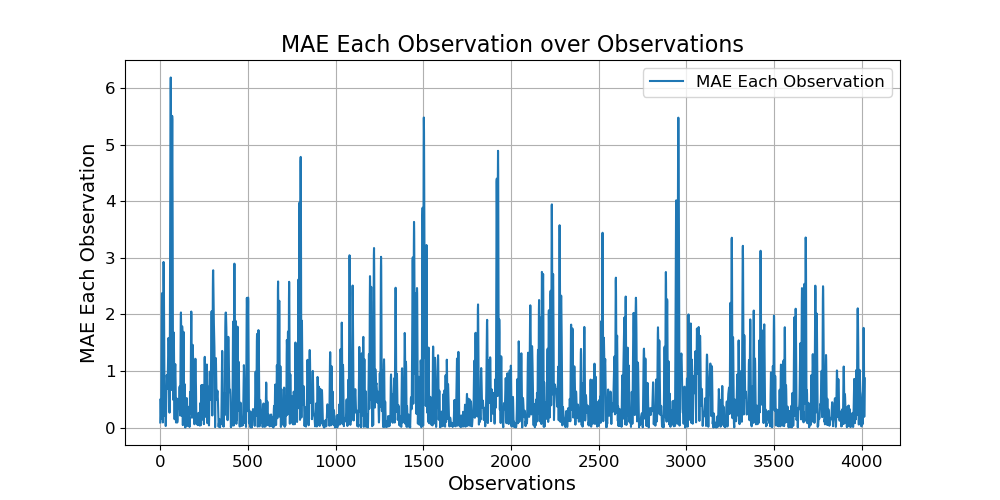 MAE Each Observation over Observations
MAE Each Observation
MAE Each Observation
6
5
4
3
2
1
0
0 500 1000 1500 2000 2500 3000 3500 4000
Observations